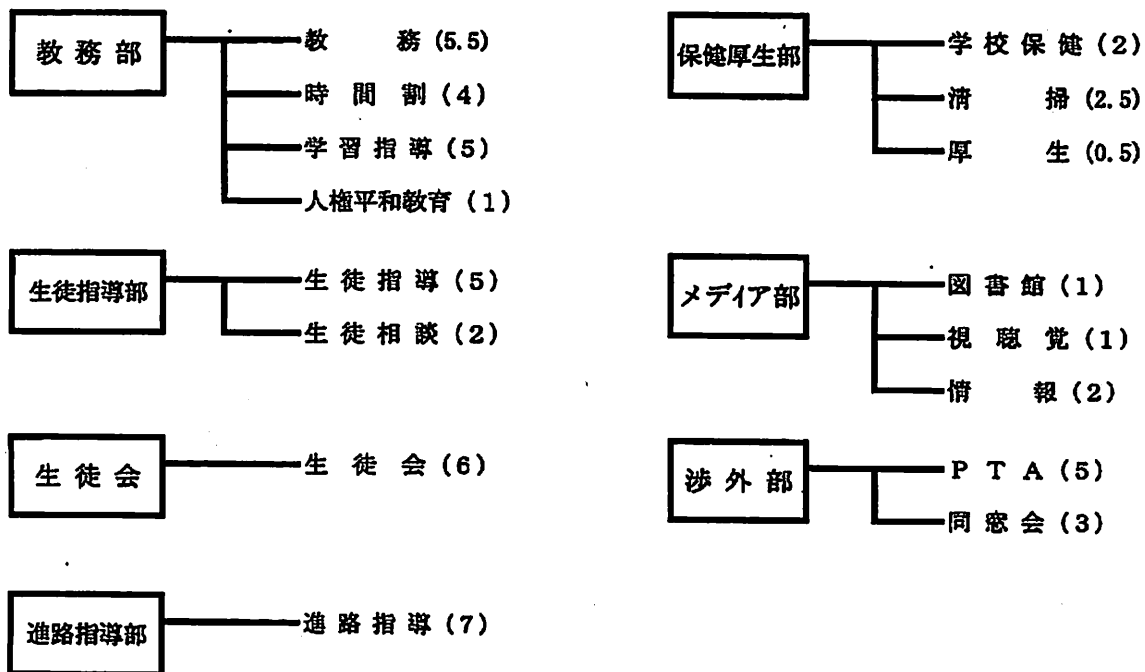 教務部
教務 (5.5)
時間割 (4)
学習指導 (5)
人権平和教育 (1)
生徒指導部
生徒指導 (5)
生徒相談 (2)
生徒会
生徒会 (6)
進路指導部
進路指導 (7)
保健厚生部
学校保健 (2)
清掃 (2.5)
厚生 (0.5)
メディア部
図書館 (1)
視聴覚 (1)
情報 (2)
渉外部
PTA (5)
同窓会 (3)